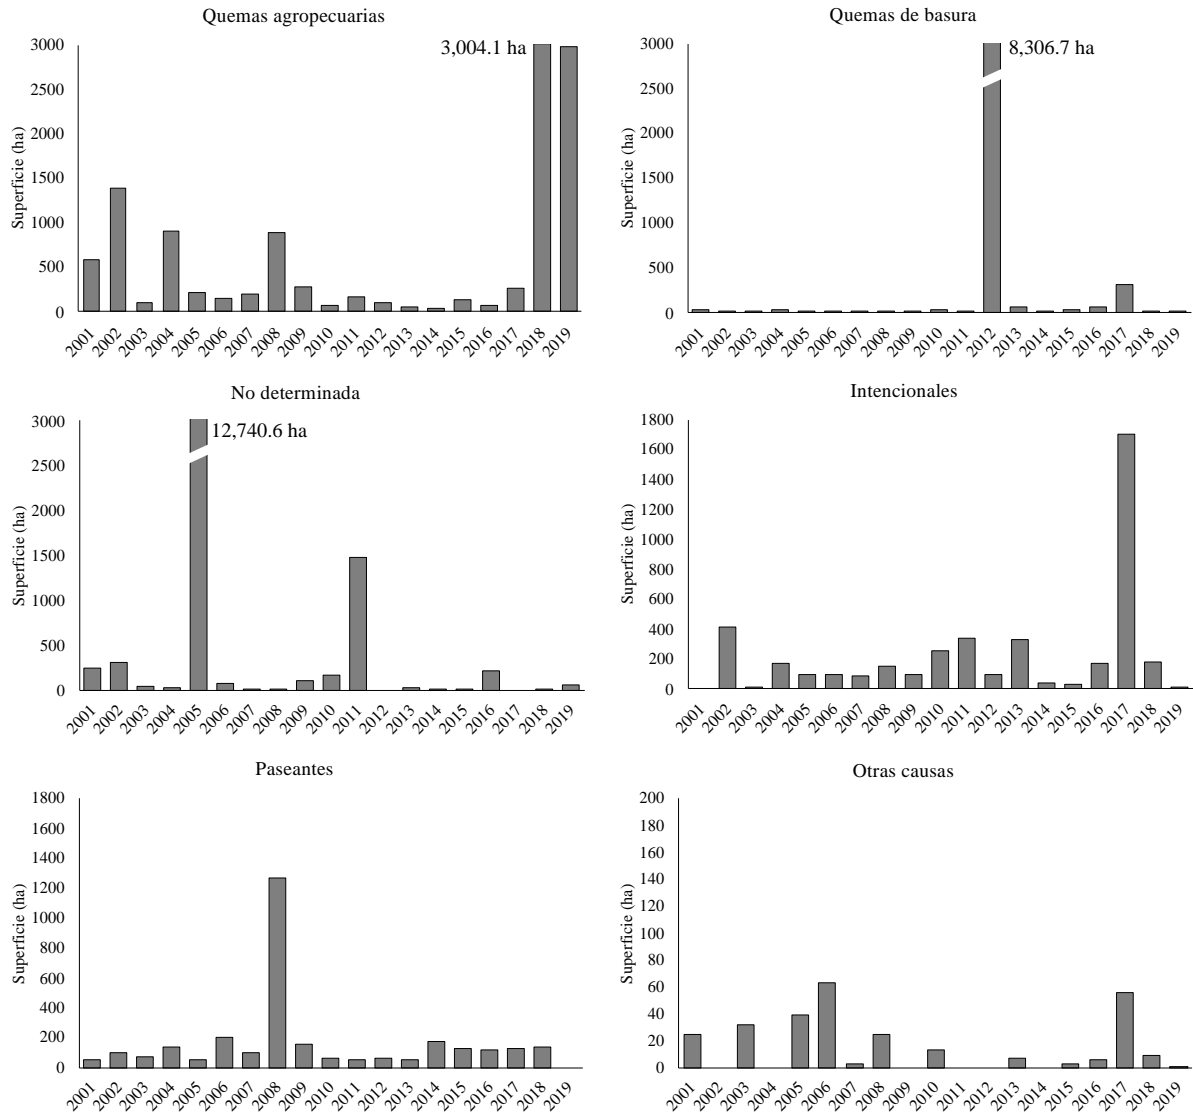 Quemas agropecuarias
3,004.1 ha
Superficie (ha)
3000
2500
2000
1500
1000
500
0
2001 2002 2003 2004 2005 2006 2007 2008 2009 2010 2011 2012 2013 2014 2015 2016 2017 2018 2019
Quemas de basura
8,306.7 ha
Superficie (ha)
3000
2500
2000
1500
1000
500
0
2001 2002 2003 2004 2005 2006 2007 2008 2009 2010 2011 2012 2013 2014 2015 2016 2017 2018 2019
No determinada
12,740.6 ha
Superficie (ha)
3000
2500
2000
1500
1000
500
0
2001 2002 2003 2004 2005 2006 2007 2008 2009 2010 2011 2012 2013 2014 2015 2016 2017 2018 2019
Intencionales
Superficie (ha)
1800
1600
1400
1200
1000
800
600
400
200
0
2001 2002 2003 2004 2005 2006 2007 2008 2009 2010 2011 2012 2013 2014 2015 2016 2017 2018 2019
Paseantes
Superficie (ha)
1800
1600
1400
1200
1000
800
600
400
200
0
2001 2002 2003 2004 2005 2006 2007 2008 2009 2010 2011 2012 2013 2014 2015 2016 2017 2018 2019
Otras causas
Superficie (ha)
200
180
160
140
120
100
80
60
40
20
0
2001 2002 2003 2004 2005 2006 2007 2008 2009 2010 2011 2012 2013 2014 2015 2016 2017 2018 2019